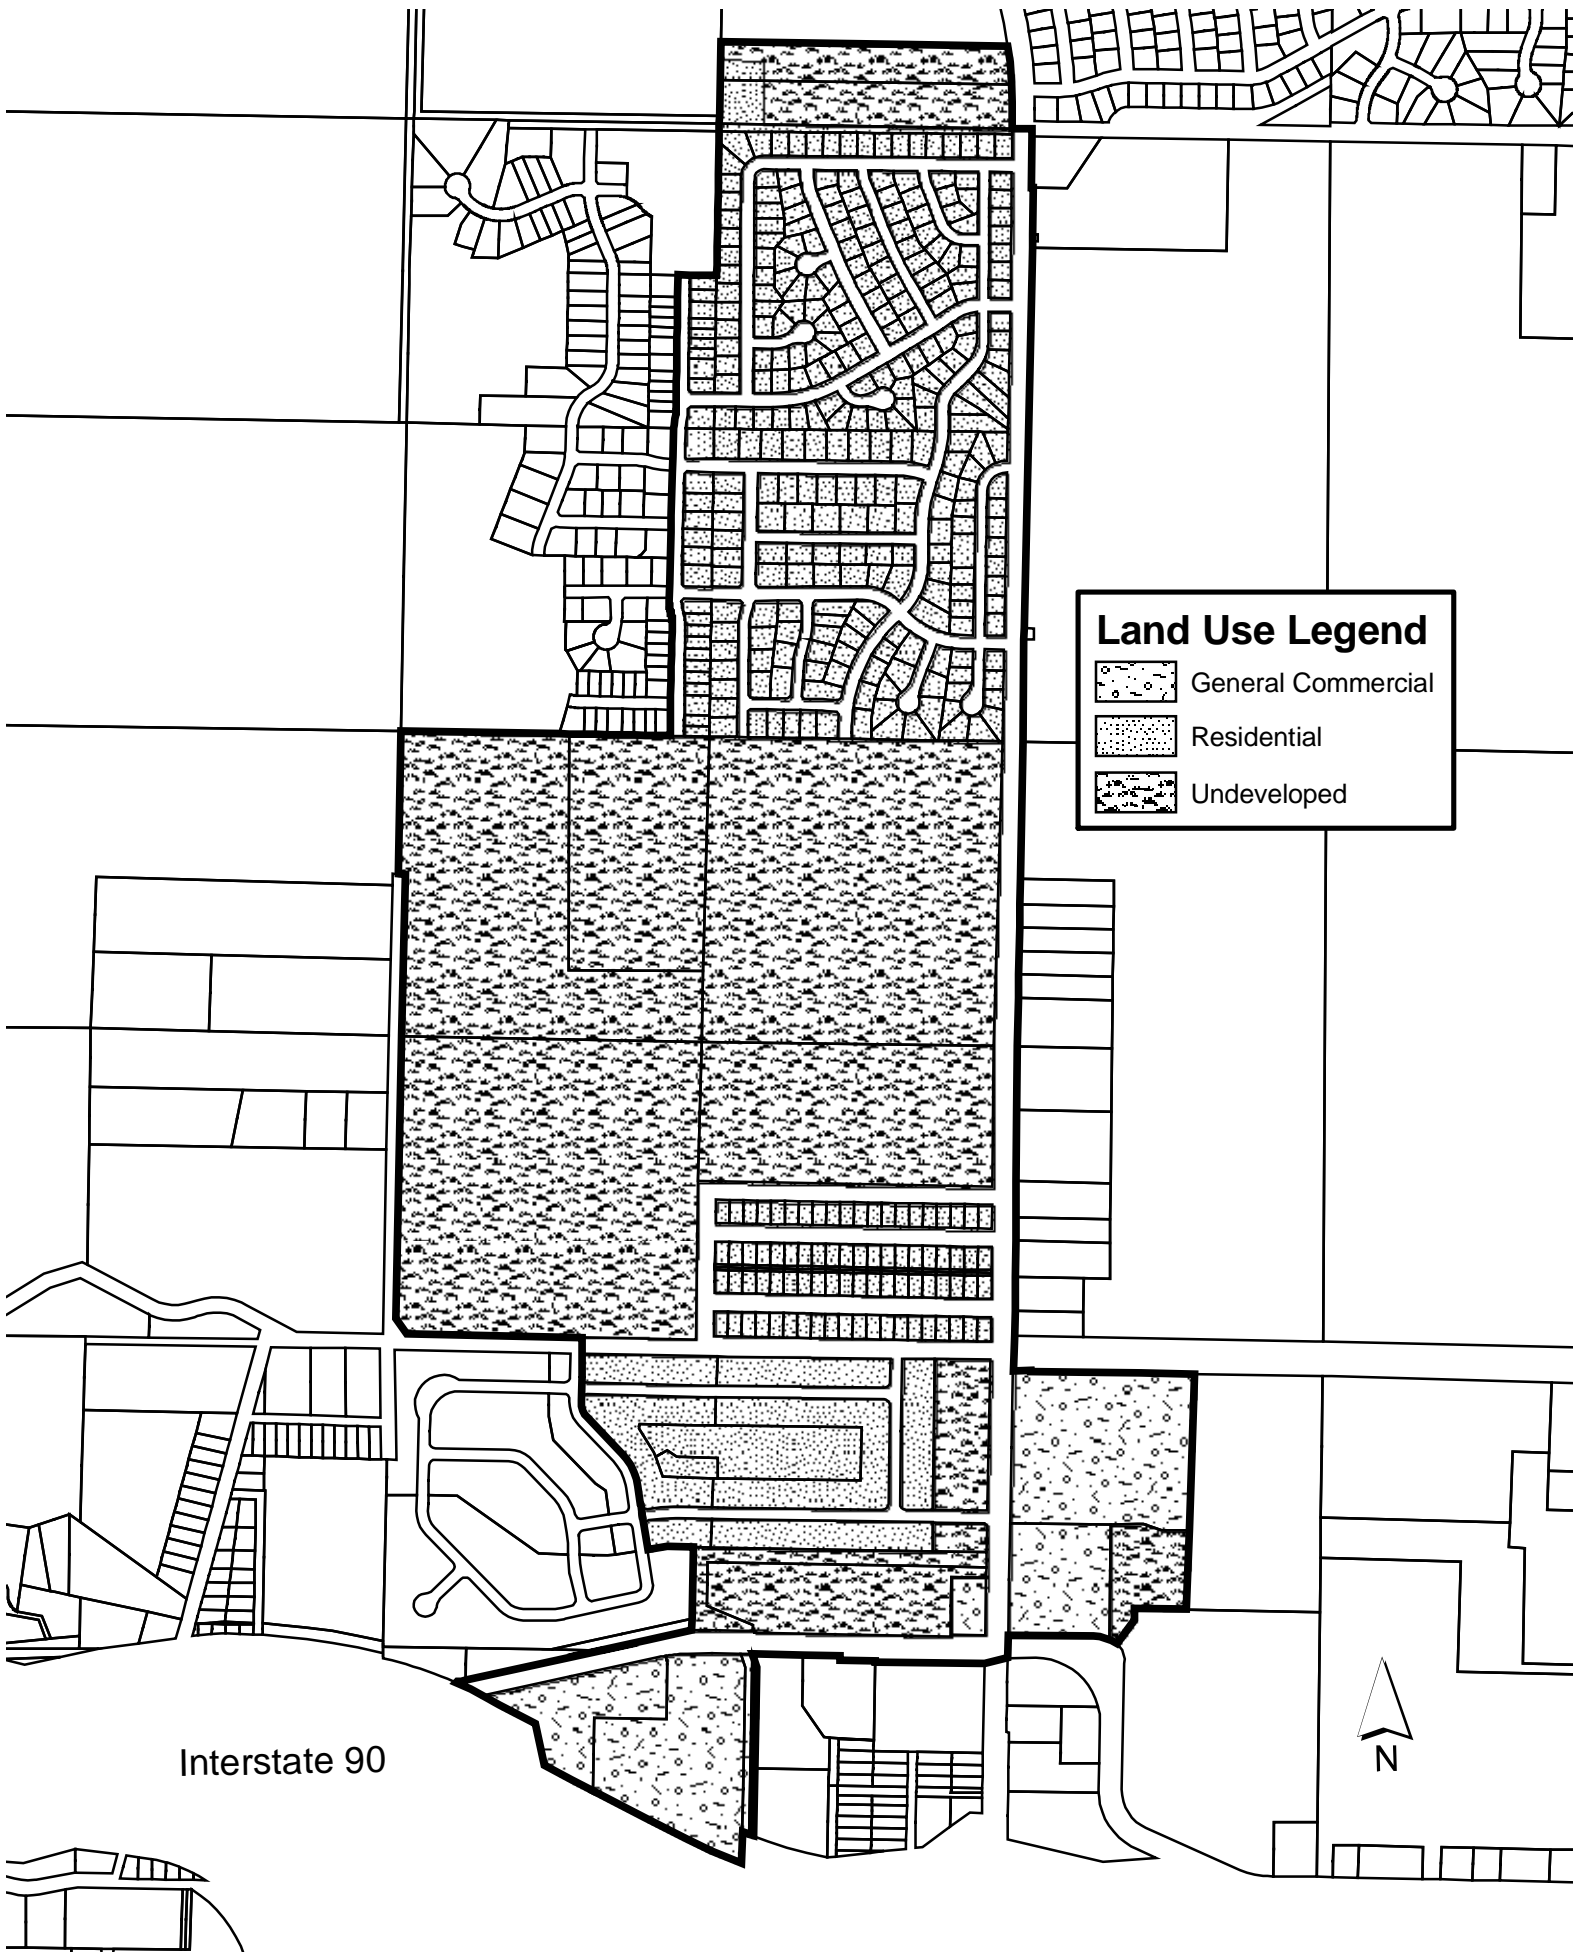 Land Use Legend
General Commercial
Residential
Undeveloped
Interstate 90
N